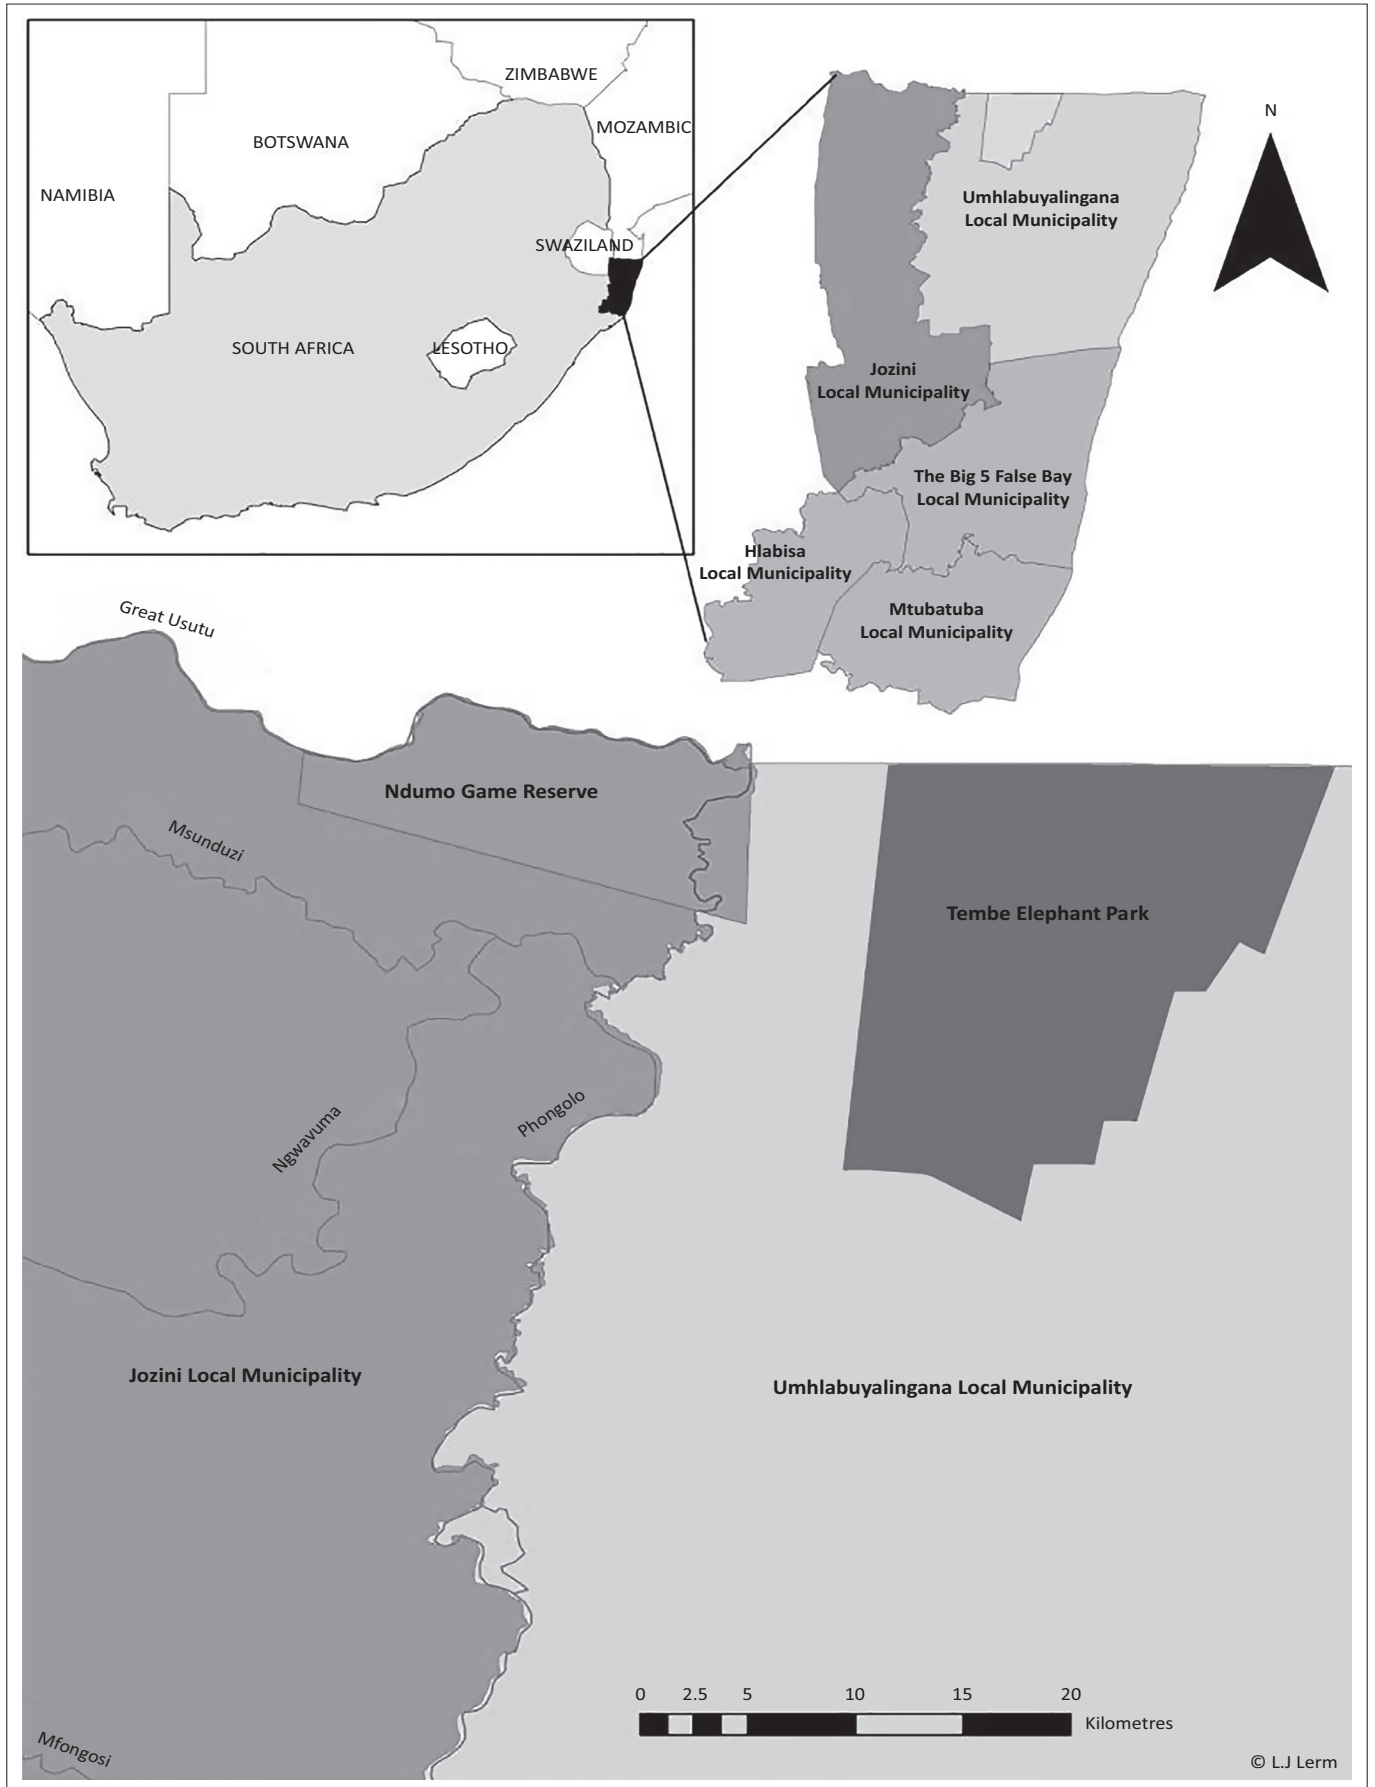 ZIMBABWE
MOZAMBIC
BOTSWANA
NAMIBIA
SWAZILAND
SOUTH AFRICA
LESOTHO
N
Umhlabuyalingana
Local Municipality
Jozini
Local Municipality
The Big 5 False Bay
Local Municipality
Hlabisa
Local Municipality
Mtubatuba
Local Municipality
Great Usutu
Ndumo Game Reserve
Msunduzi
Tembe Elephant Park
Phongolo
Ngwavuma
Jozini Local Municipality
Umhlabuyalingana Local Municipality
0 2.5 5 10 15 20
Kilometres
Mfongosi
© L.J Lerm